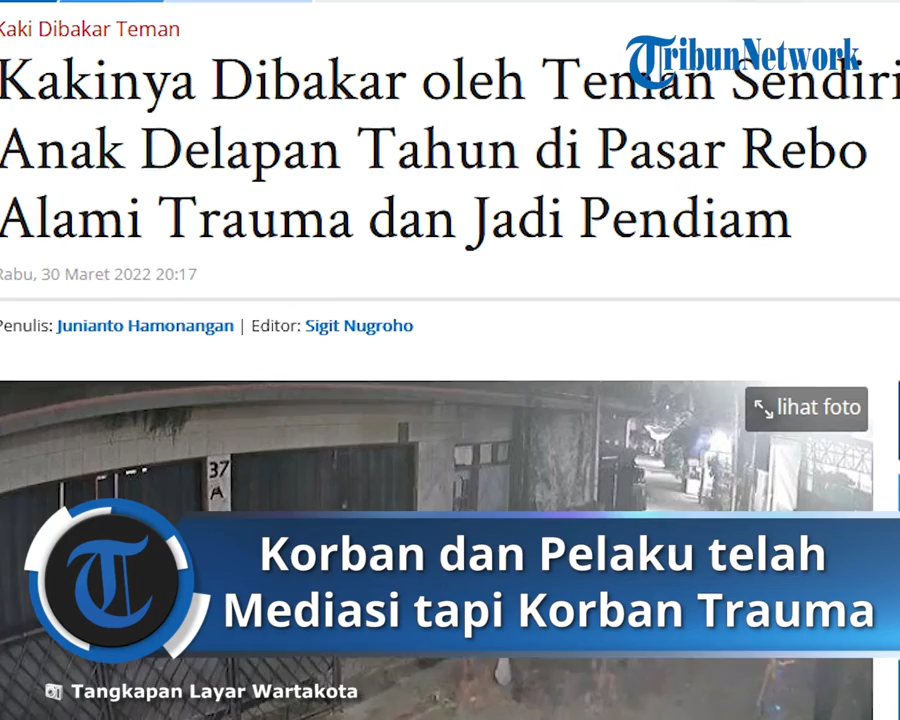 Kaki Dibakar Teman
TribunNetwork
Kakinya Dibakar oleh Teman Sendiri
Anak Delapan Tahun di Pasar Rebo
Alami Trauma dan Jadi Pendiam
Rabu, 30 Maret 2022 20:17
Penulis: Junianto Hamonangan | Editor: Sigit Nugroho
lihat foto
37
A
Korban dan Pelaku telah
Mediasi tapi Korban Trauma
T
Tangkapan Layar Wartakota